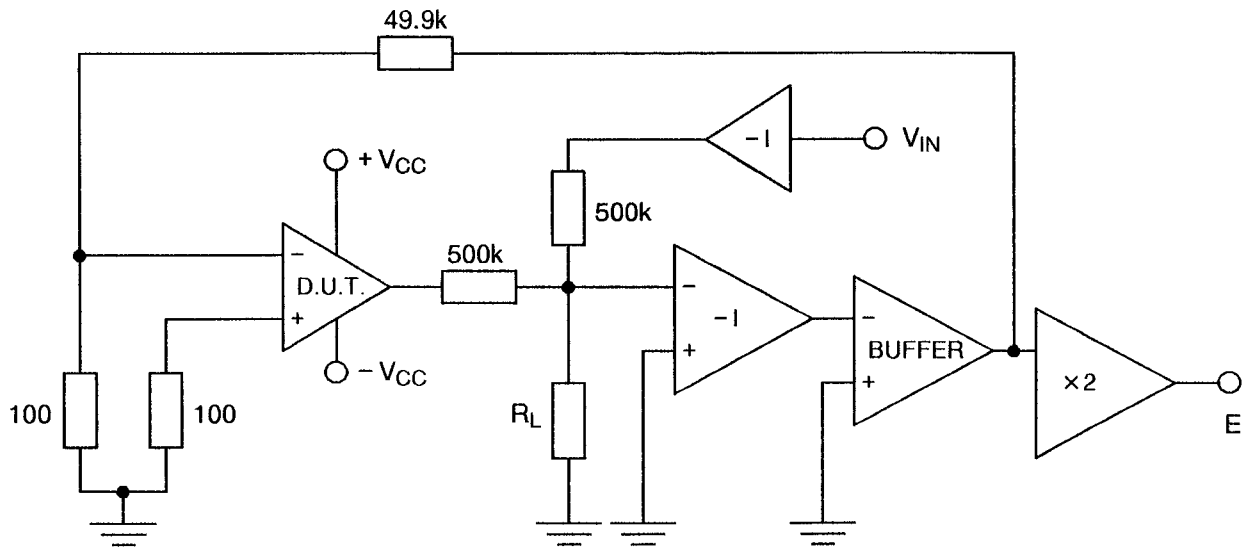 49.9k
−1
V_IN
+ V_CC
500k
500k
−
D.U.T.
+
−
−1
+
−
BUFFER
+
×2
E
− V_CC
100
100
R_L